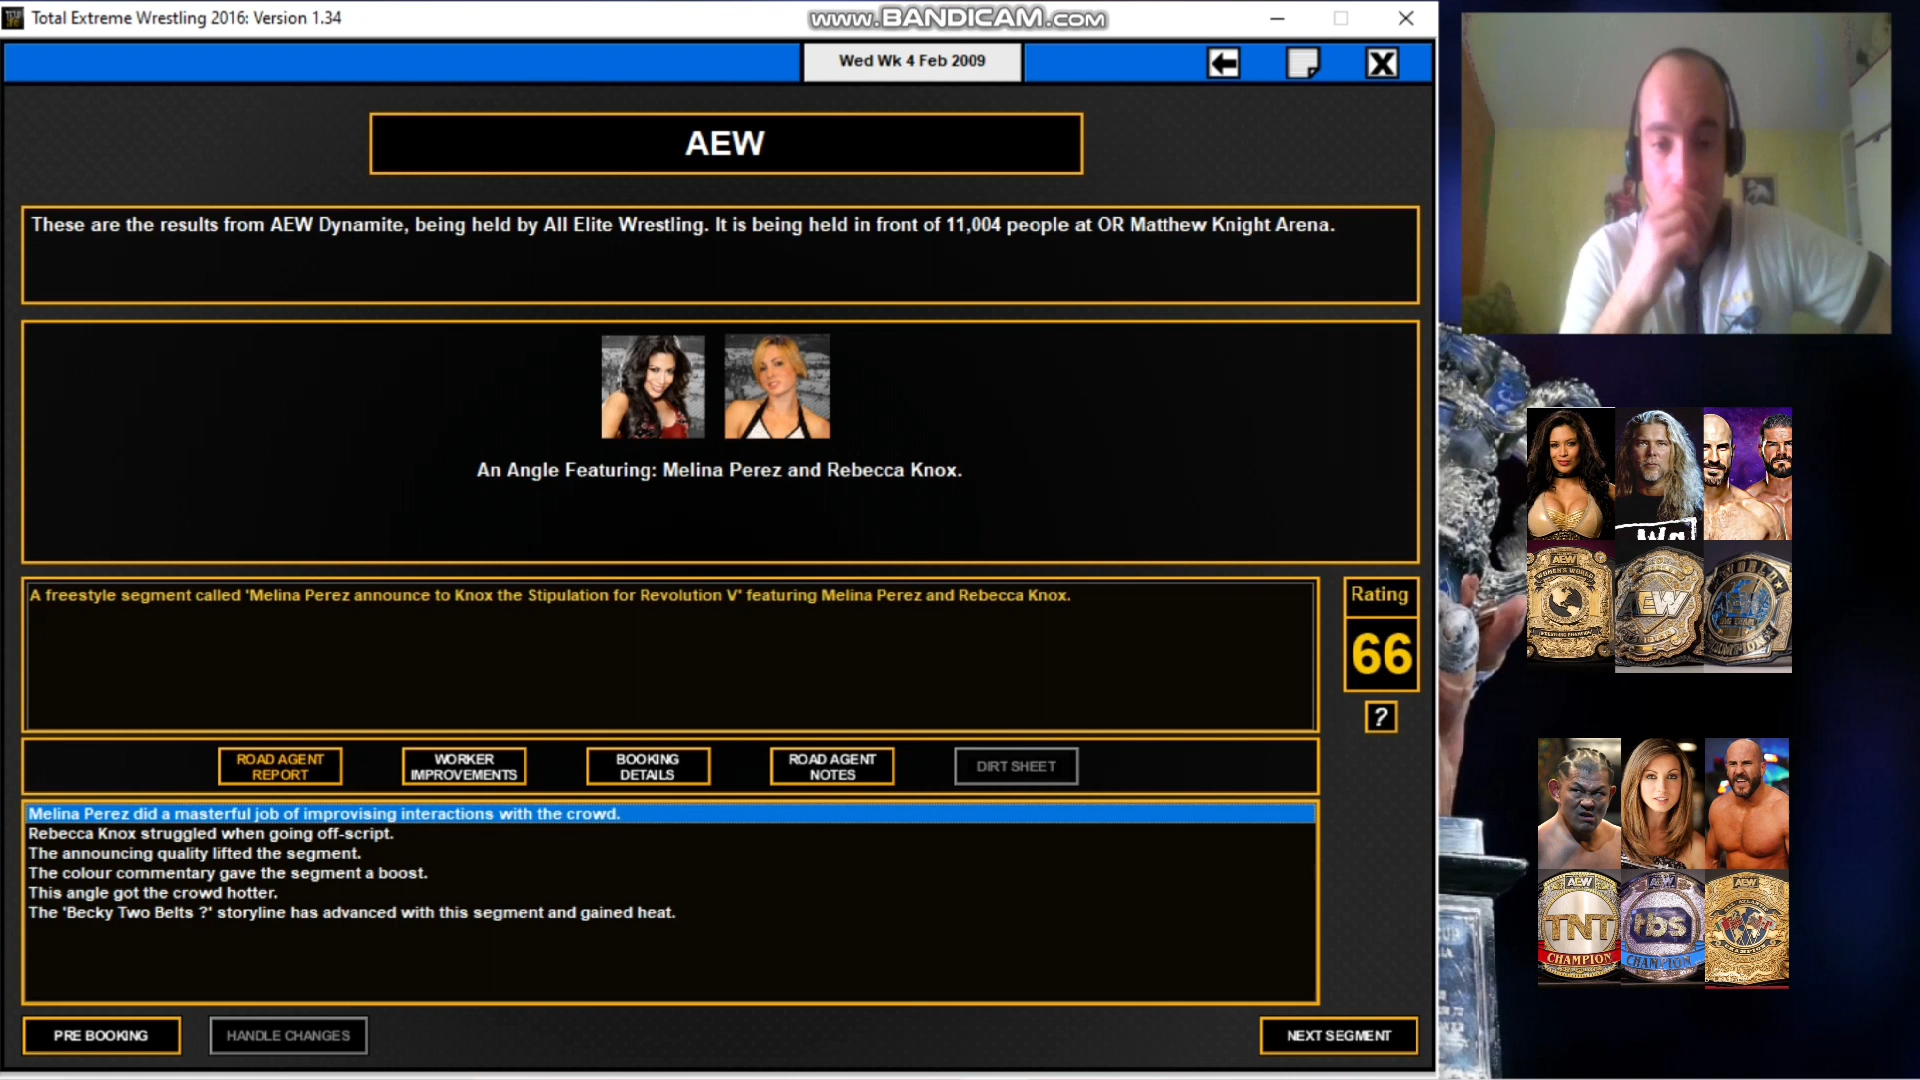 Total Extreme Wrestling 2016: Version 1.34
www.BANDICAM.com
Wed Wk 4 Feb 2009
AEW
These are the results from AEW Dynamite, being held by All Elite Wrestling. It is being held in front of 11,004 people at OR Matthew Knight Arena.
An Angle Featuring: Melina Perez and Rebecca Knox.
A freestyle segment called 'Melina Perez announce to Knox the Stipulation for Revolution V' featuring Melina Perez and Rebecca Knox.
Rating
66
?
ROAD AGENT REPORT
WORKER IMPROVEMENTS
BOOKING DETAILS
ROAD AGENT NOTES
DIRT SHEET
Melina Perez did a masterful job of improvising interactions with the crowd.
Rebecca Knox struggled when going off-script.
The announcing quality lifted the segment.
The colour commentary gave the segment a boost.
This angle got the crowd hotter.
The 'Becky Two Belts ?' storyline has advanced with this segment and gained heat.
PRE BOOKING
HANDLE CHANGES
NEXT SEGMENT
AEW
WOMEN'S WORLD
AEW
WORLD
AEW
TNT
CHAMPION
AEW
tbs
CHAMPION
AEW